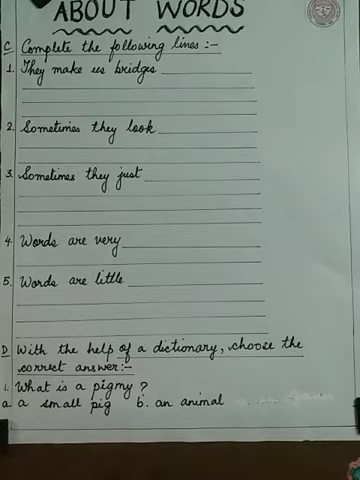 ABOUT WORDS
C Complete the following lines :-
1. They make us bridges
2. Sometimes they look
3. Sometimes they just
4. Words are very
5. Words are little
D With the help of a dictionary, choose the
correct answer:-
1. What is a pigmy ?
a. a small pig b. an animal